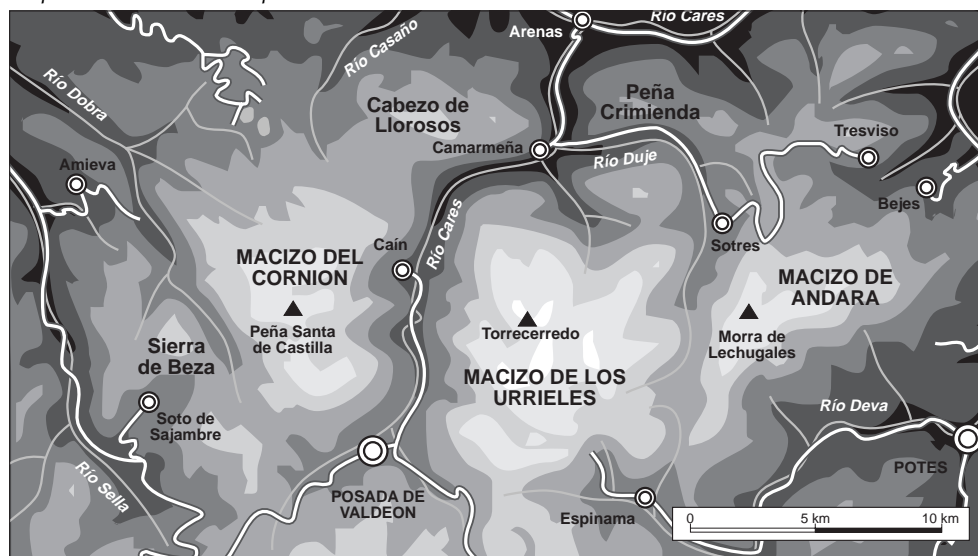 Arenas
Río Cares
Río Casaño
Río Dobra
Cabezo de
Llorosos
Peña
Crimienda
Camarmeña
Río Duje
Tresviso
Amieva
Bejes
Sotres
Río Cares
Caín
MACIZO DEL
CORNION
MACIZO DE
ANDARA
Peña Santa
de Castilla
Torrecerredo
Morra de
Lechugales
Sierra
de Beza
MACIZO DE LOS
URRIELES
Soto de
Sajambre
Río Deva
POTES
Río Sella
POSADA DE
VALDEON
Espinama
0 5 km 10 km